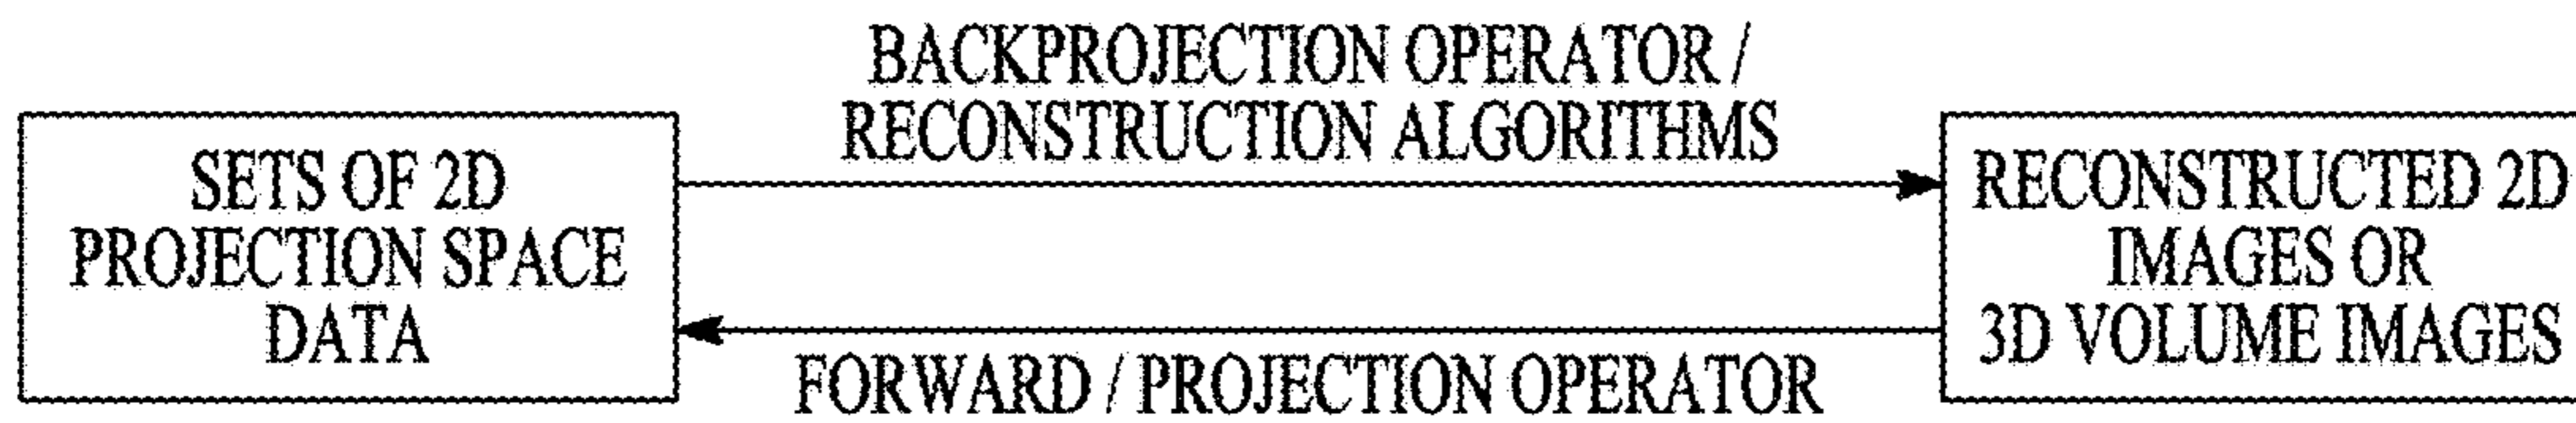 BACKPROJECTION OPERATOR /
RECONSTRUCTION ALGORITHMS
SETS OF 2D
PROJECTION SPACE
DATA
RECONSTRUCTED 2D
IMAGES OR
3D VOLUME IMAGES
FORWARD / PROJECTION OPERATOR